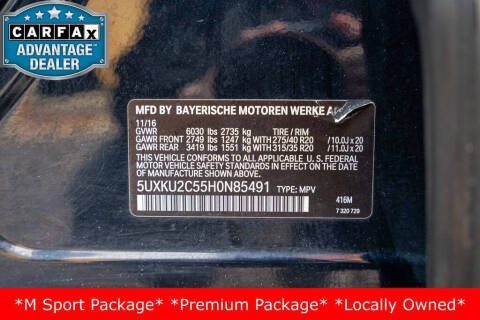 CARFAX
ADVANTAGE
DEALER
MFD BY BAYERISCHE MOTOREN WERKE
11/16
GVWR 6030 lbs 2735 kg TIRE / RIM
GAWR FRONT 2749 lbs 1247 kg WITH 275/40 R20 /10.0J x 20
GAWR REAR 3419 lbs 1551 kg WITH 315/35 R20 /11.0J x 20
THIS VEHICLE CONFORMS TO ALL APPLICABLE U. S. FEDERAL
MOTOR VEHICLE SAFETY STANDARDS IN EFFECT ON THE
DATE OF MANUFACTURE SHOWN ABOVE.
5UXKU2C55H0N85491 TYPE: MPV
416M
7 320 729
*M Sport Package* *Premium Package* *Locally Owned*